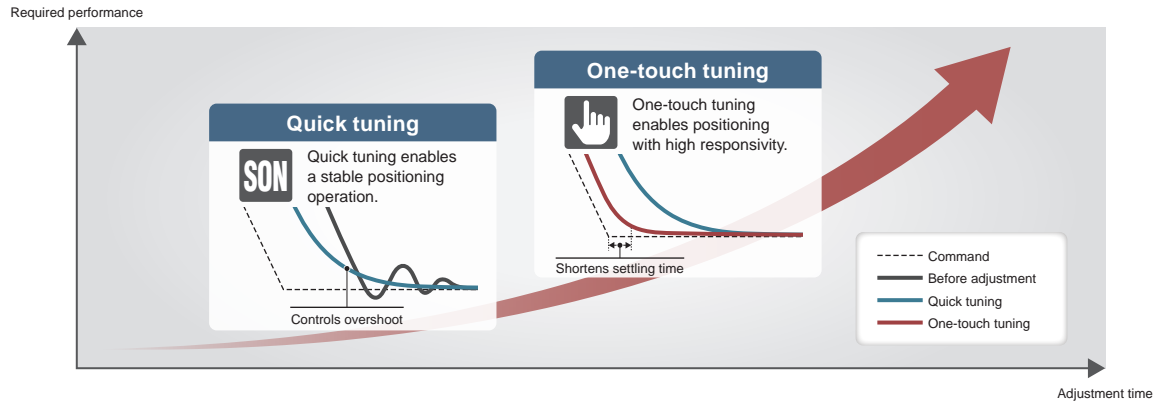 Required performance
Quick tuning
SON
Quick tuning enables
a stable positioning
operation.
Controls overshoot
One-touch tuning
One-touch tuning
enables positioning
with high responsivity.
Shortens settling time
Command
Before adjustment
Quick tuning
One-touch tuning
Adjustment time